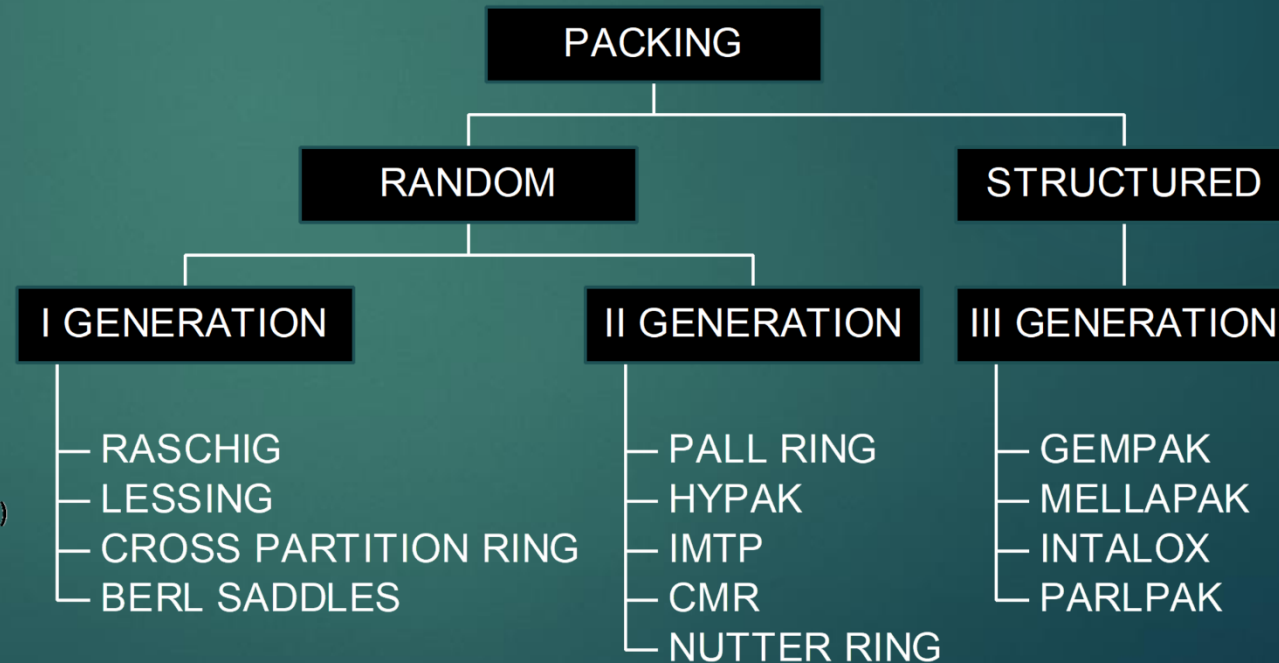 PACKING
RANDOM
STRUCTURED
I GENERATION
II GENERATION
III GENERATION
RASCHIG
LESSING
CROSS PARTITION RING
BERL SADDLES
PALL RING
HYPAK
IMTP
CMR
NUTTER RING
GEMPAK
MELLAPAK
INTALOX
PARLPAK
)